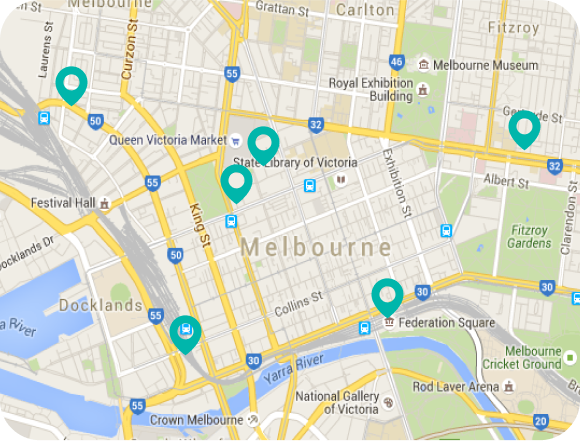 Melbourne
Grattan St
Carlton
Fitzroy
Laurens St
Curzon St
55
46
Melbourne Museum
Royal Exhibition
Building
Gertrude St
50
32
Queen Victoria Market
State Library of Victoria
Exhibition St
32
55
Albert St
Clarendon St
Festival Hall
King St
Fitzroy
Gardens
Docklands Dr
50
Melbourne
30
30
Docklands
Collins St
55
Federation Square
Yarra River
30
Melbourne
Cricket Ground
Rod Laver Arena
55
National Gallery
of Victoria
Crown Melbourne
20